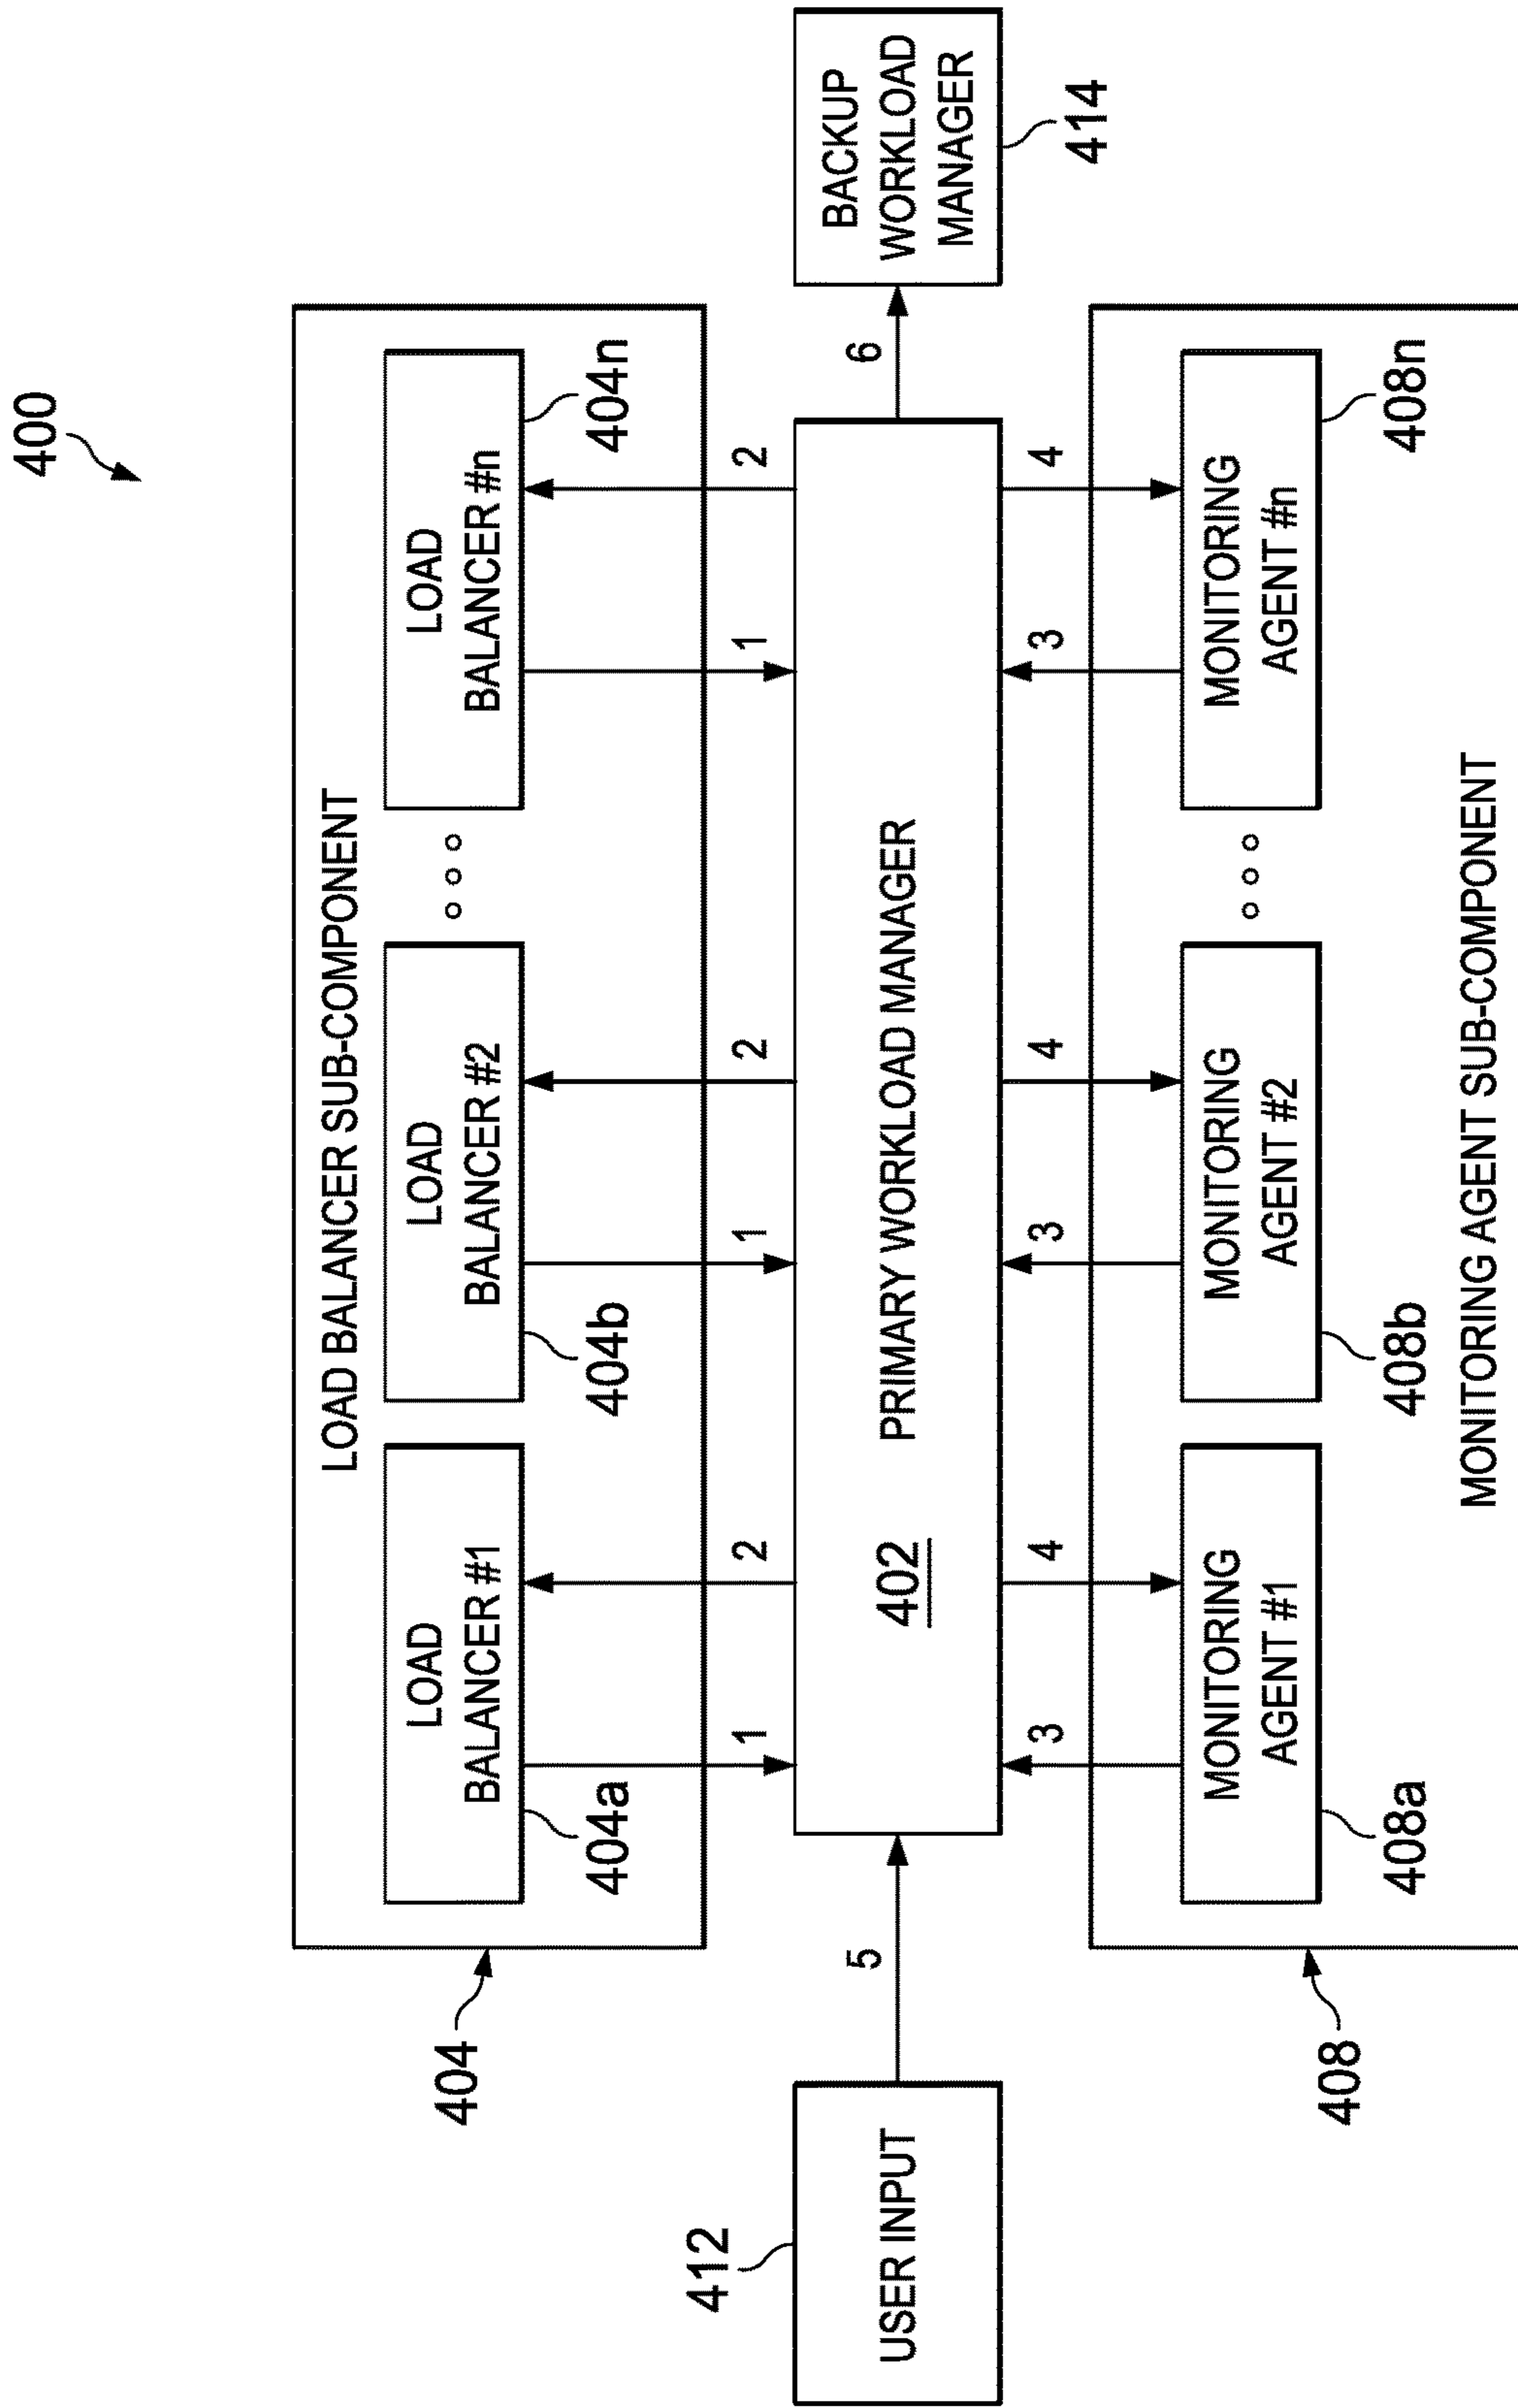 400
LOAD BALANCER SUB-COMPONENT
404
LOAD
BALANCER #1
404a
LOAD
BALANCER #2
404b
LOAD
BALANCER #n
404n
1
2
1
2
1
2
412
USER INPUT
5
402
PRIMARY WORKLOAD MANAGER
6
BACKUP
WORKLOAD
MANAGER
414
3
4
3
4
3
4
408
MONITORING
AGENT #1
408a
MONITORING
AGENT #2
408b
MONITORING
AGENT #n
408n
MONITORING AGENT SUB-COMPONENT